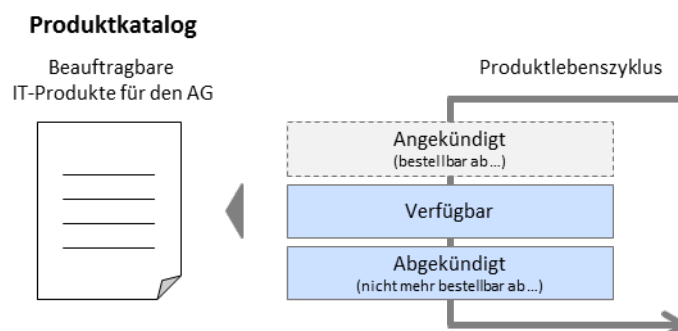 Produktkatalog
Beauftragbare
IT-Produkte für den AG
Produktlebenszyklus
Angekündigt
(bestellbar ab ...)
Verfügbar
Abgekündigt
(nicht mehr bestellbar ab ...)